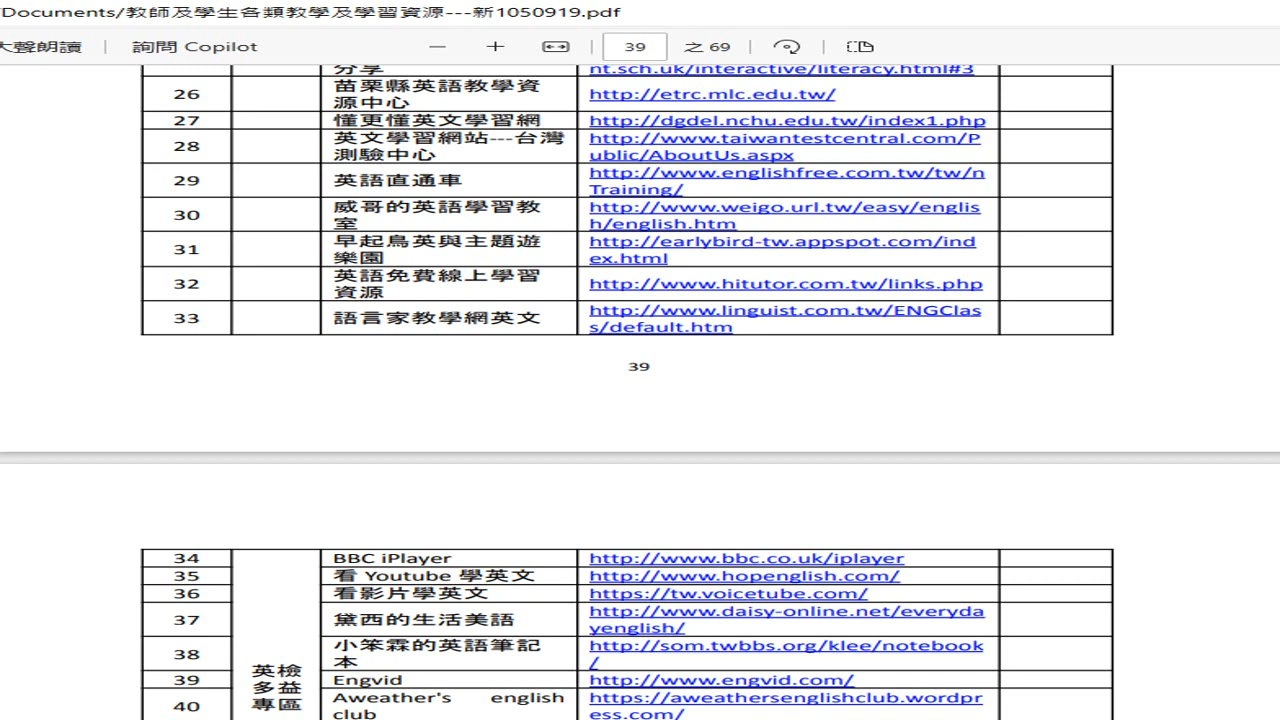 Documents/教師及學生各類教學及學習資源---新1050919.pdf
大聲朗讀 詢問 Copilot 39 之 69
分享 nt.sch.uk/interactive/literacy.html#3
26 苗栗縣英語教學資 http://etrc.mlc.edu.tw/
源中心
27 懂更懂英文學習網 http://dgdel.nchu.edu.tw/index1.php
28 英文學習網站---台灣 http://www.taiwantestcentral.com/P
測驗中心 ublic/AboutUs.aspx
29 英語直通車 http://www.englishfree.com.tw/tw/n
Training/
30 威哥的英語學習教 http://www.weigo.url.tw/easy/englis
室 h/english.htm
31 早起鳥英與主題遊 http://earlybird-tw.appspot.com/ind
樂園 ex.html
32 英語免費線上學習 http://www.hitutor.com.tw/links.php
資源
33 語言家教學網英文 http://www.linguist.com.tw/ENGClas
s/default.htm
39
34 BBC iPlayer http://www.bbc.co.uk/iplayer
35 看 Youtube 學英文 http://www.hopenglish.com/
36 看影片學英文 https://tw.voicetube.com/
37 黛西的生活美語 http://www.daisy-online.net/everyda
yenglish/
38 小笨霖的英語筆記 http://som.twbbs.org/klee/notebook
本 /
英檢
39 Engvid http://www.engvid.com/
多益
40 Aweather's english https://aweathersenglishclub.wordpr
專區
club ess.com/